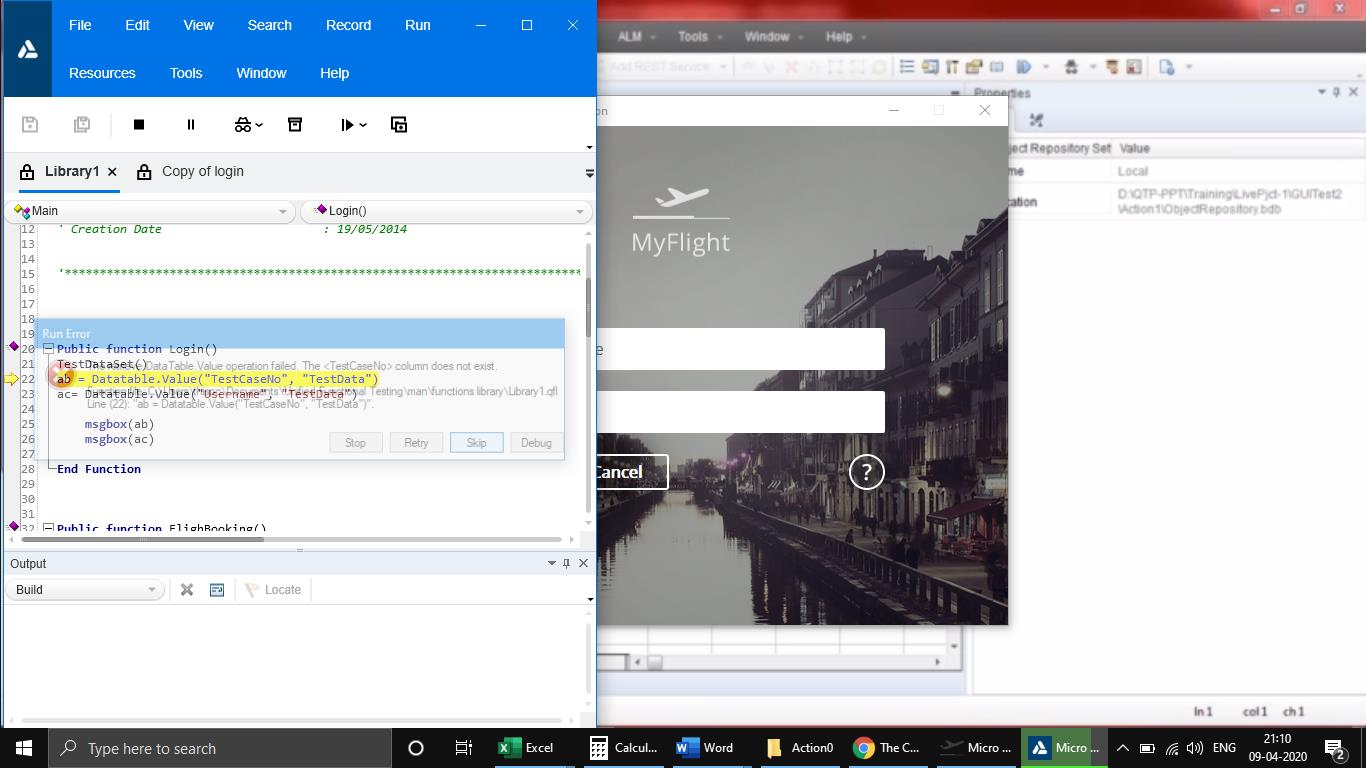 File Edit View Search Record Run
Resources Tools Window Help
ALM Tools Window Help
Add REST Service
Properties
Library1 Copy of login
Main Login()
Object Repository Set Value
Local
D:\QTP-PPT\Training\LivePjct-1\GUITest2
\Action1\ObjectRepository.bdb
MyFlight
12 ' Creation Date : 19/05/2014
13
14
15 '**************************************************************************
16
17
18
19
Run Error
20 Public function Login()
21 TestDataSet()
DataTable.Value operation failed. The <TestCaseNo> column does not exist.
22 ab = Datatable.Value("TestCaseNo", "TestData")
functions library\Library1.qfl
23 ac= Datatable.Value("Username", "TestData")
24
Line (22): "ab = Datatable.Value("TestCaseNo", "TestData")".
25 msgbox(ab)
26 msgbox(ac)
Stop Retry Skip Debug
27
28 End Function
29
30
31
32 Public function FlighBooking()
Cancel ?
Output
Build Locate
ln 1 col 1 ch 1
Type here to search
Excel Calcul... Word Action0 The C... Micro ... Micro ...
ENG 21:10
09-04-2020 2